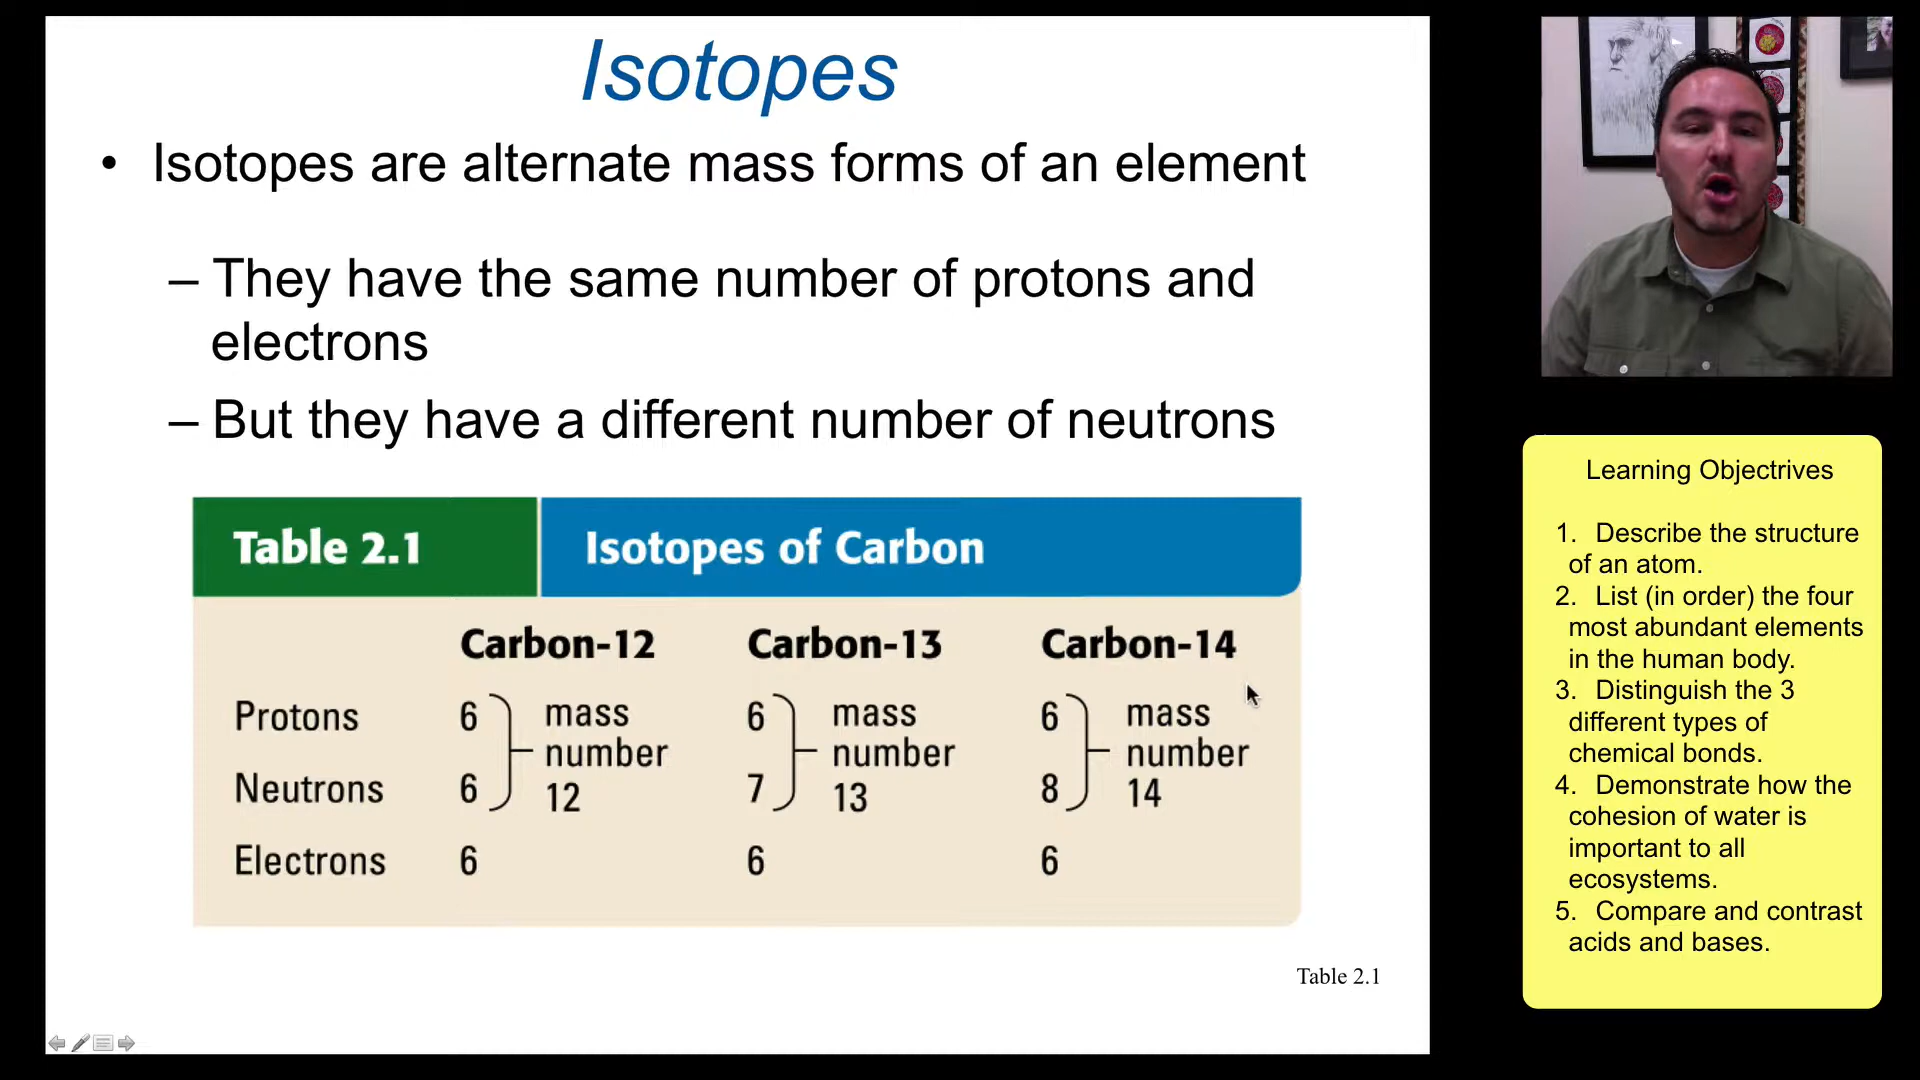 Isotopes
• Isotopes are alternate mass forms of an element
– They have the same number of protons and
electrons
– But they have a different number of neutrons
Table 2.1 Isotopes of Carbon
Carbon-12 Carbon-13 Carbon-14
Protons 6 mass 6 mass 6 mass
number number number
Neutrons 6 12 7 13 8 14
Electrons 6 6 6
Table 2.1
Learning Objectrives
1. Describe the structure
of an atom.
2. List (in order) the four
most abundant elements
in the human body.
3. Distinguish the 3
different types of
chemical bonds.
4. Demonstrate how the
cohesion of water is
important to all
ecosystems.
5. Compare and contrast
acids and bases.